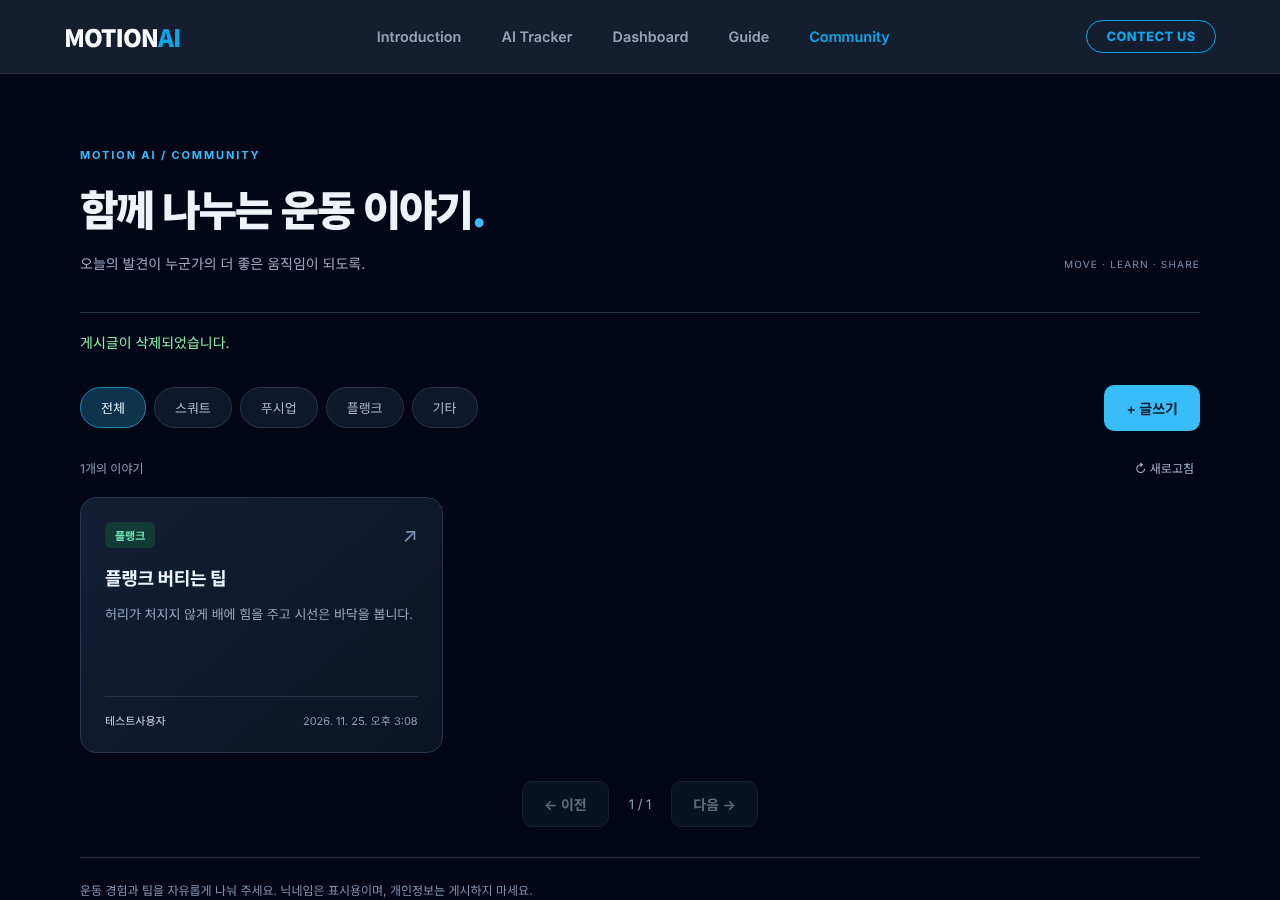 MOTIONAI
Introduction AI Tracker Dashboard Guide Community
CONTECT US
MOTION AI / COMMUNITY
함께 나누는 운동 이야기.
오늘의 발견이 누군가의 더 좋은 움직임이 되도록.
MOVE · LEARN · SHARE
게시글이 삭제되었습니다.
전체 스쿼트 푸시업 플랭크 기타
+ 글쓰기
1개의 이야기
↻ 새로고침
플랭크 ↗
플랭크 버티는 팁
허리가 처지지 않게 배에 힘을 주고 시선은 바닥을 봅니다.
테스트사용자 2026. 11. 25. 오후 3:08
← 이전 1 / 1 다음 →
운동 경험과 팁을 자유롭게 나눠 주세요. 닉네임은 표시용이며, 개인정보는 게시하지 마세요.